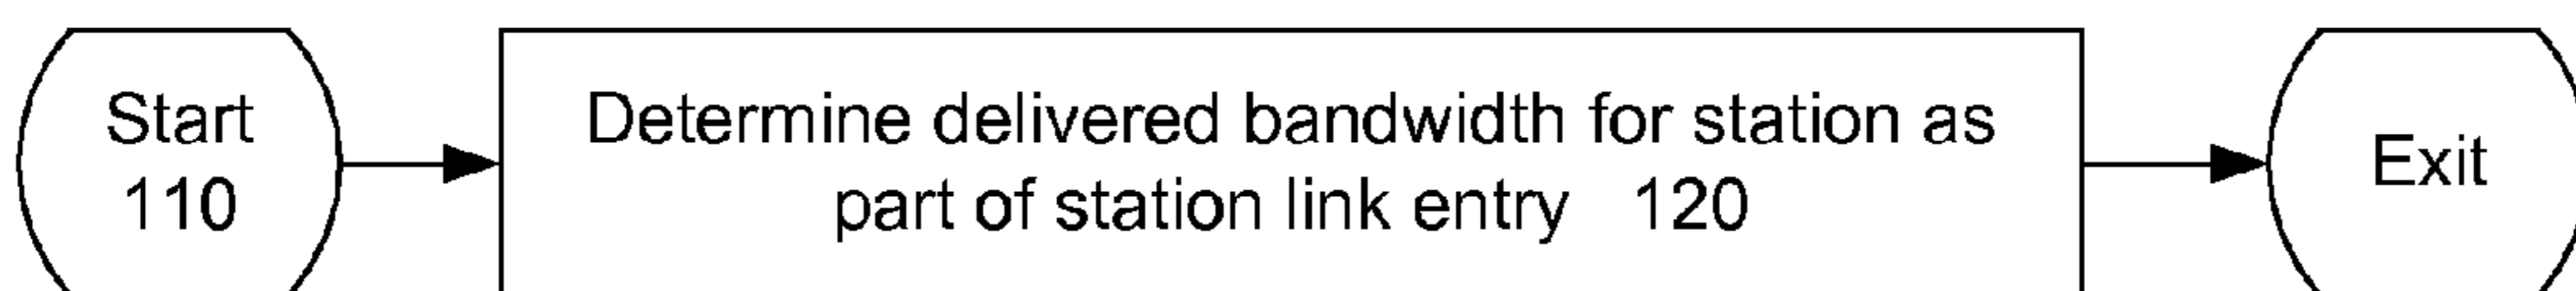 Start
110
Determine delivered bandwidth for station as
part of station link entry 120
Exit